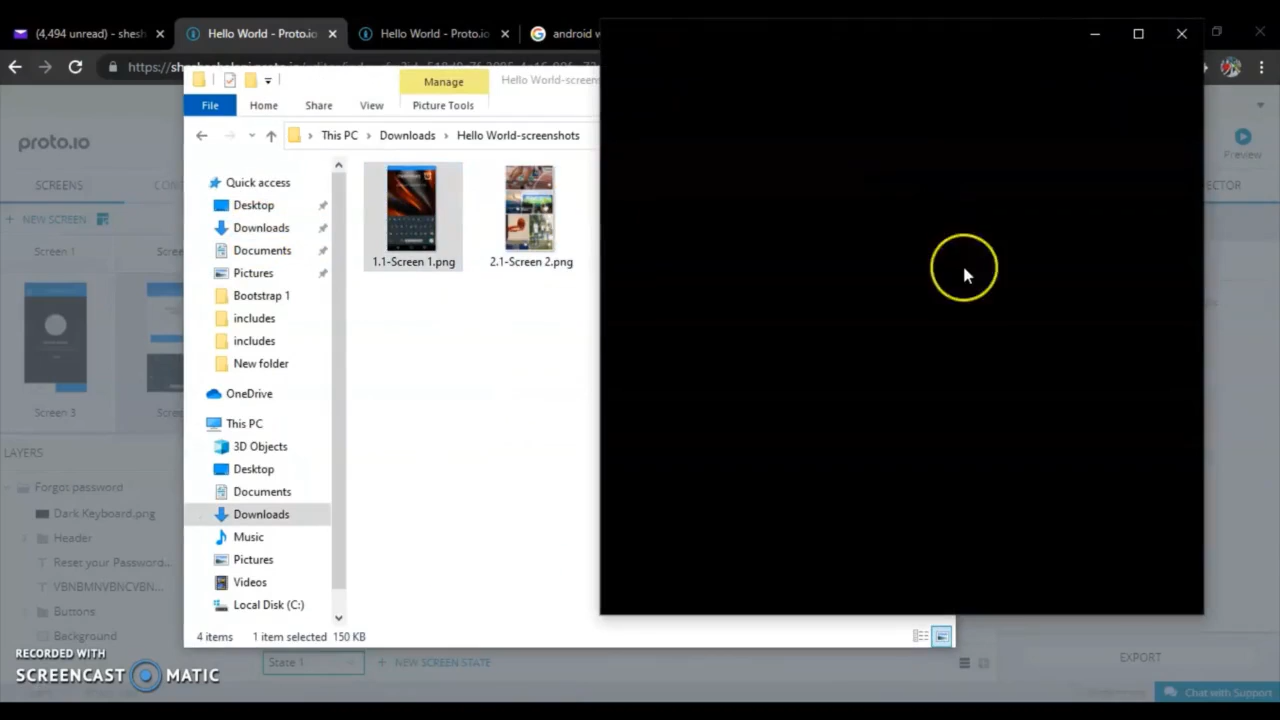 (4,494 unread) - shesh
Hello World - Proto.io
Hello World - Proto.io
android w
https://
Manage
Hello World-screens
File
Home
Share
View
Picture Tools
proto.io
This PC
Downloads
Hello World-screenshots
Preview
SCREENS
Quick access
+ NEW SCREEN
Desktop
Downloads
Screen 1
Documents
1.1-Screen 1.png
2.1-Screen 2.png
Pictures
Bootstrap 1
includes
includes
New folder
OneDrive
Screen 3
This PC
3D Objects
LAYERS
Desktop
Forgot password
Documents
Dark Keyboard.png
Downloads
Header
Music
Reset your Password...
Pictures
VBNBMNVBNCVBN...
Videos
Buttons
Local Disk (C:)
Background
4 items
1 item selected
150 KB
RECORDED WITH
SCREENCAST MATIC
State 1
+ NEW SCREEN STATE
EXPORT
Chat with Support